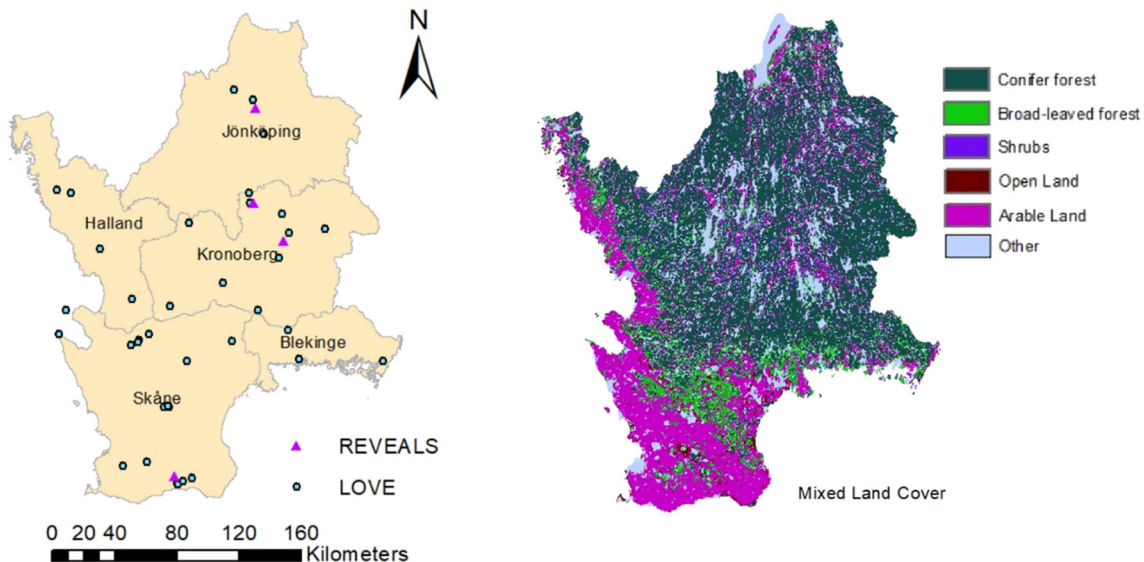 N
Jönköping
Halland
Kronoberg
Blekinge
Skåne
REVEALS
LOVE
0 20 40 80 120 160
Kilometers
Conifer forest
Broad-leaved forest
Shrubs
Open Land
Arable Land
Other
Mixed Land Cover